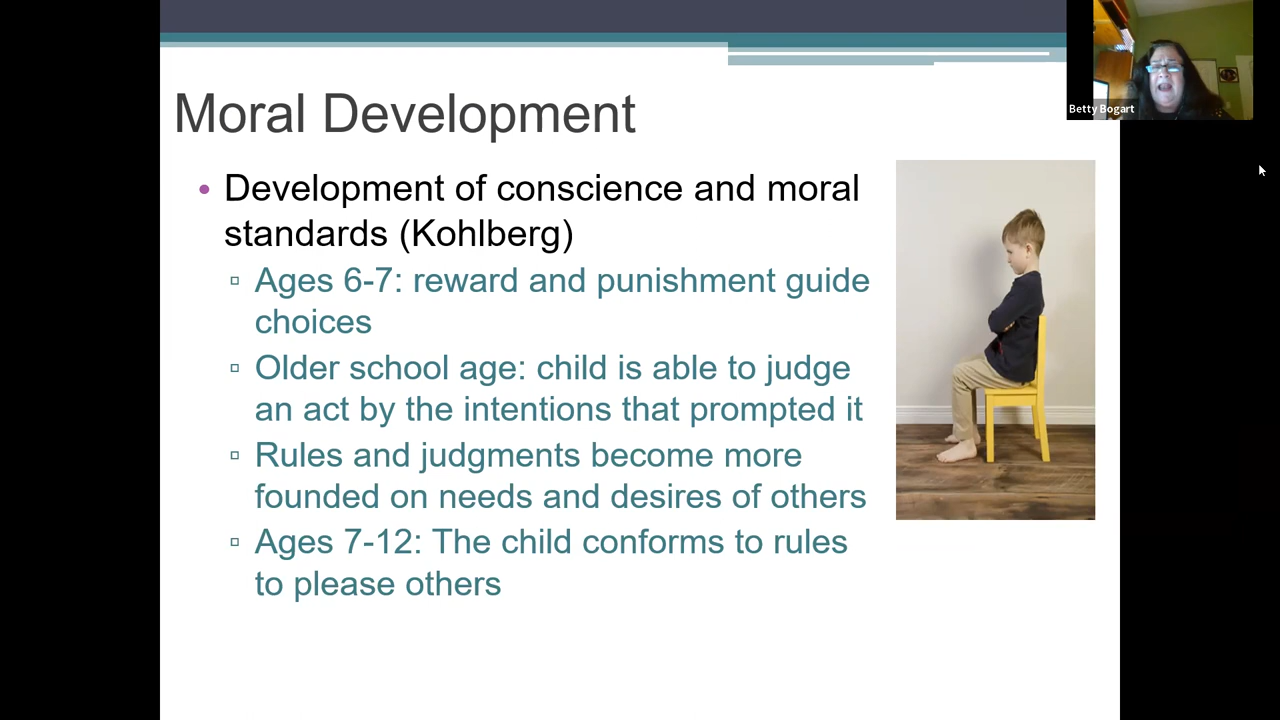 Moral Development
• Development of conscience and moral
standards (Kohlberg)
▫ Ages 6-7: reward and punishment guide
choices
▫ Older school age: child is able to judge
an act by the intentions that prompted it
▫ Rules and judgments become more
founded on needs and desires of others
▫ Ages 7-12: The child conforms to rules
to please others
Betty Bogart